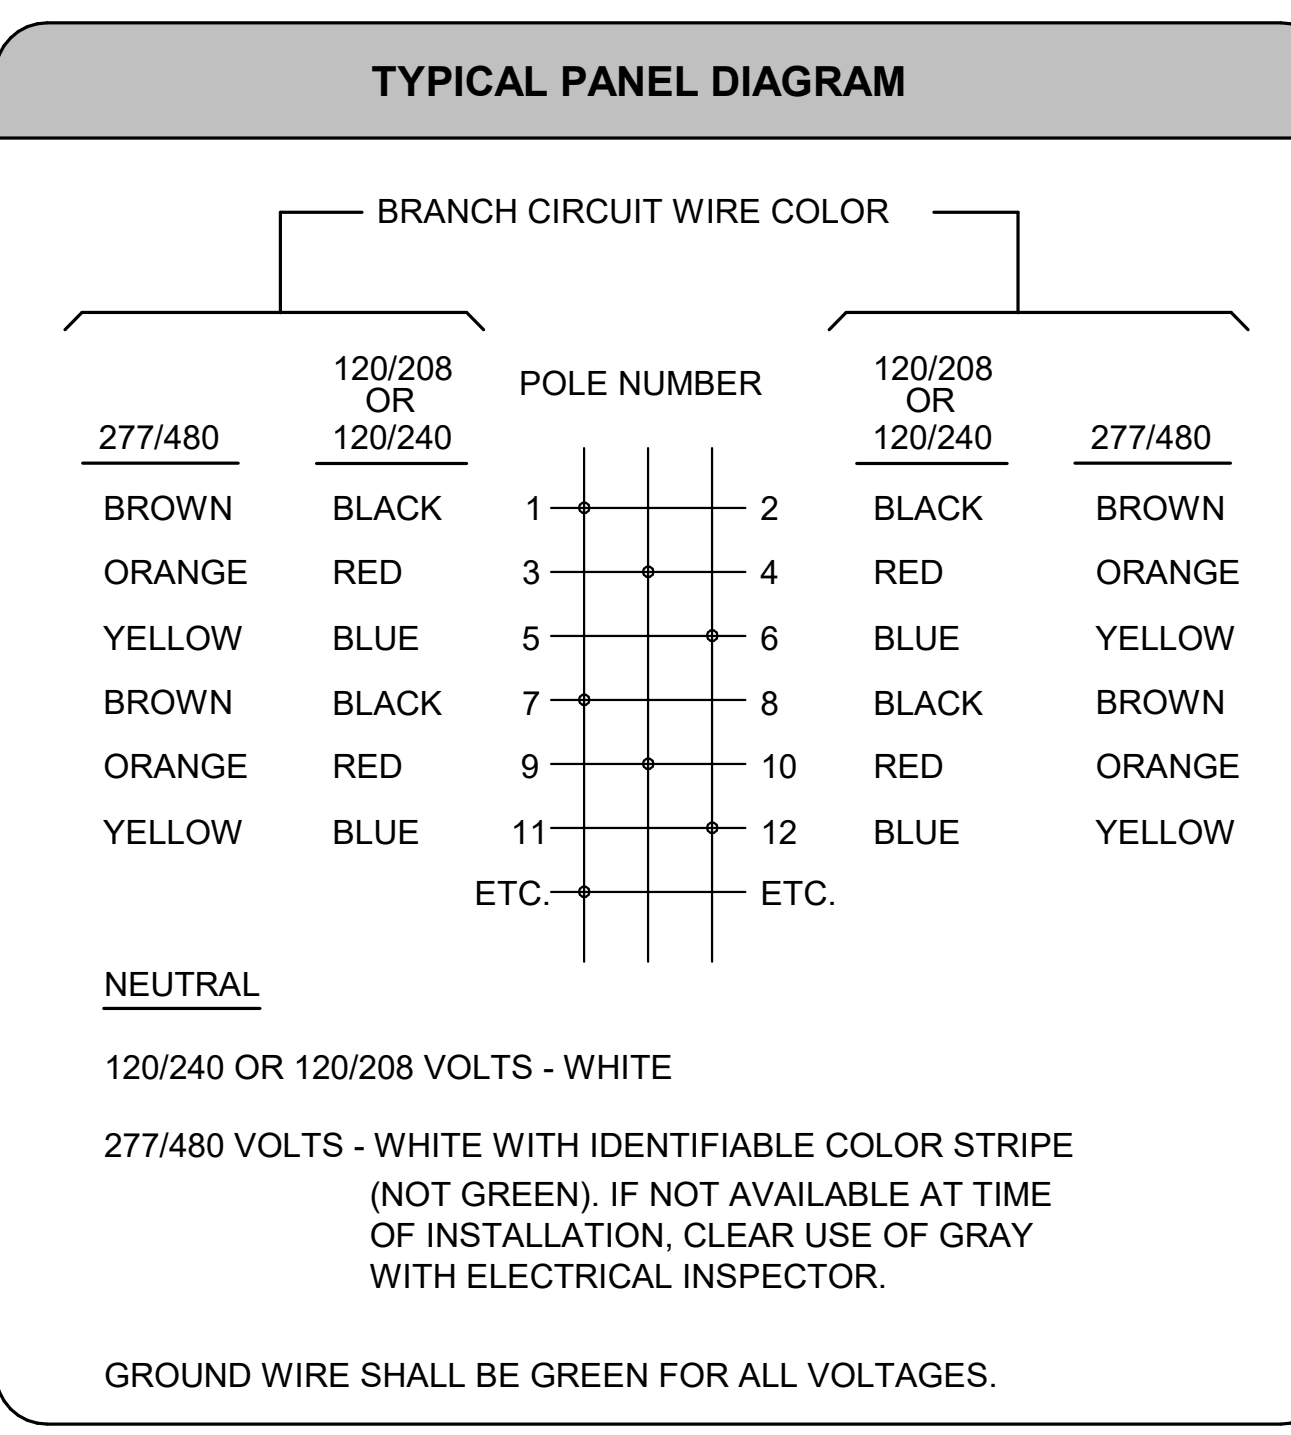 TYPICAL PANEL DIAGRAM
BRANCH CIRCUIT WIRE COLOR
277/480 120/208 OR 120/240 POLE NUMBER 120/208 OR 120/240 277/480
BROWN BLACK 1 2 BLACK BROWN
ORANGE RED 3 4 RED ORANGE
YELLOW BLUE 5 6 BLUE YELLOW
BROWN BLACK 7 8 BLACK BROWN
ORANGE RED 9 10 RED ORANGE
YELLOW BLUE 11 12 BLUE YELLOW
ETC. ETC.
NEUTRAL
120/240 OR 120/208 VOLTS - WHITE
277/480 VOLTS - WHITE WITH IDENTIFIABLE COLOR STRIPE
(NOT GREEN). IF NOT AVAILABLE AT TIME
OF INSTALLATION, CLEAR USE OF GRAY
WITH ELECTRICAL INSPECTOR.
GROUND WIRE SHALL BE GREEN FOR ALL VOLTAGES.